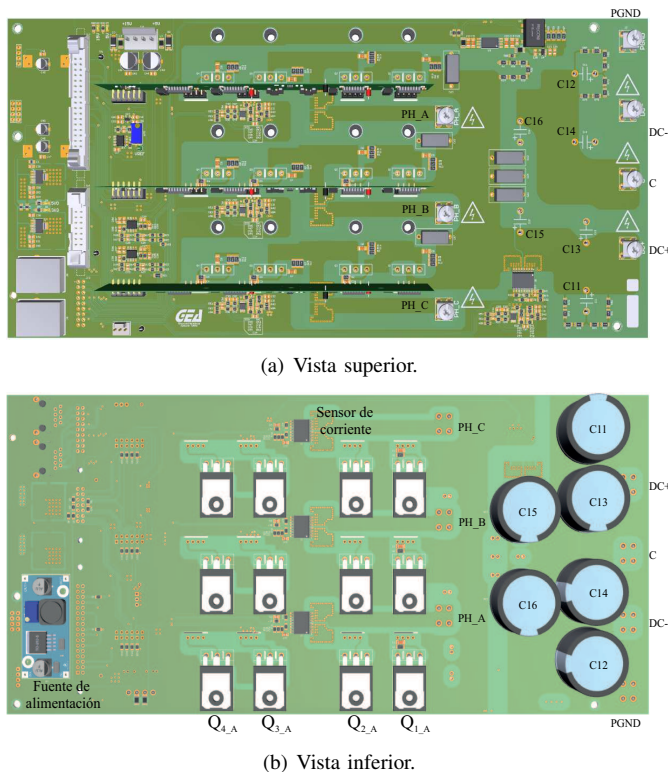 PGND
C12
C16
C14
DC-
PH_A
C
PH_B
C15
C13
DC+
C11
PH_C
GEA
(a) Vista superior.
Sensor de
corriente
PH_C
C11
DC+
C15
C13
PH_B
C
C16
C14
PH_A
DC-
C12
Fuente de
alimentación
Q4_A
Q3_A
Q2_A
Q1_A
PGND
(b) Vista inferior.